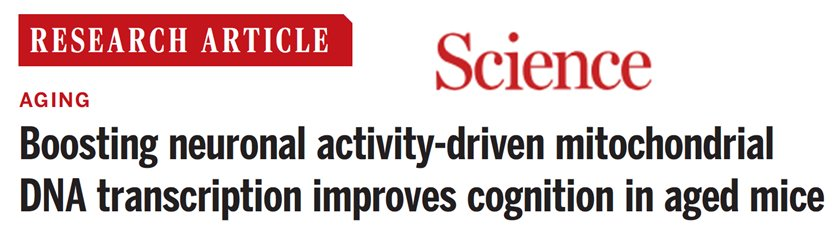 RESEARCH ARTICLE
Science
AGING
Boosting neuronal activity-driven mitochondrial
DNA transcription improves cognition in aged mice